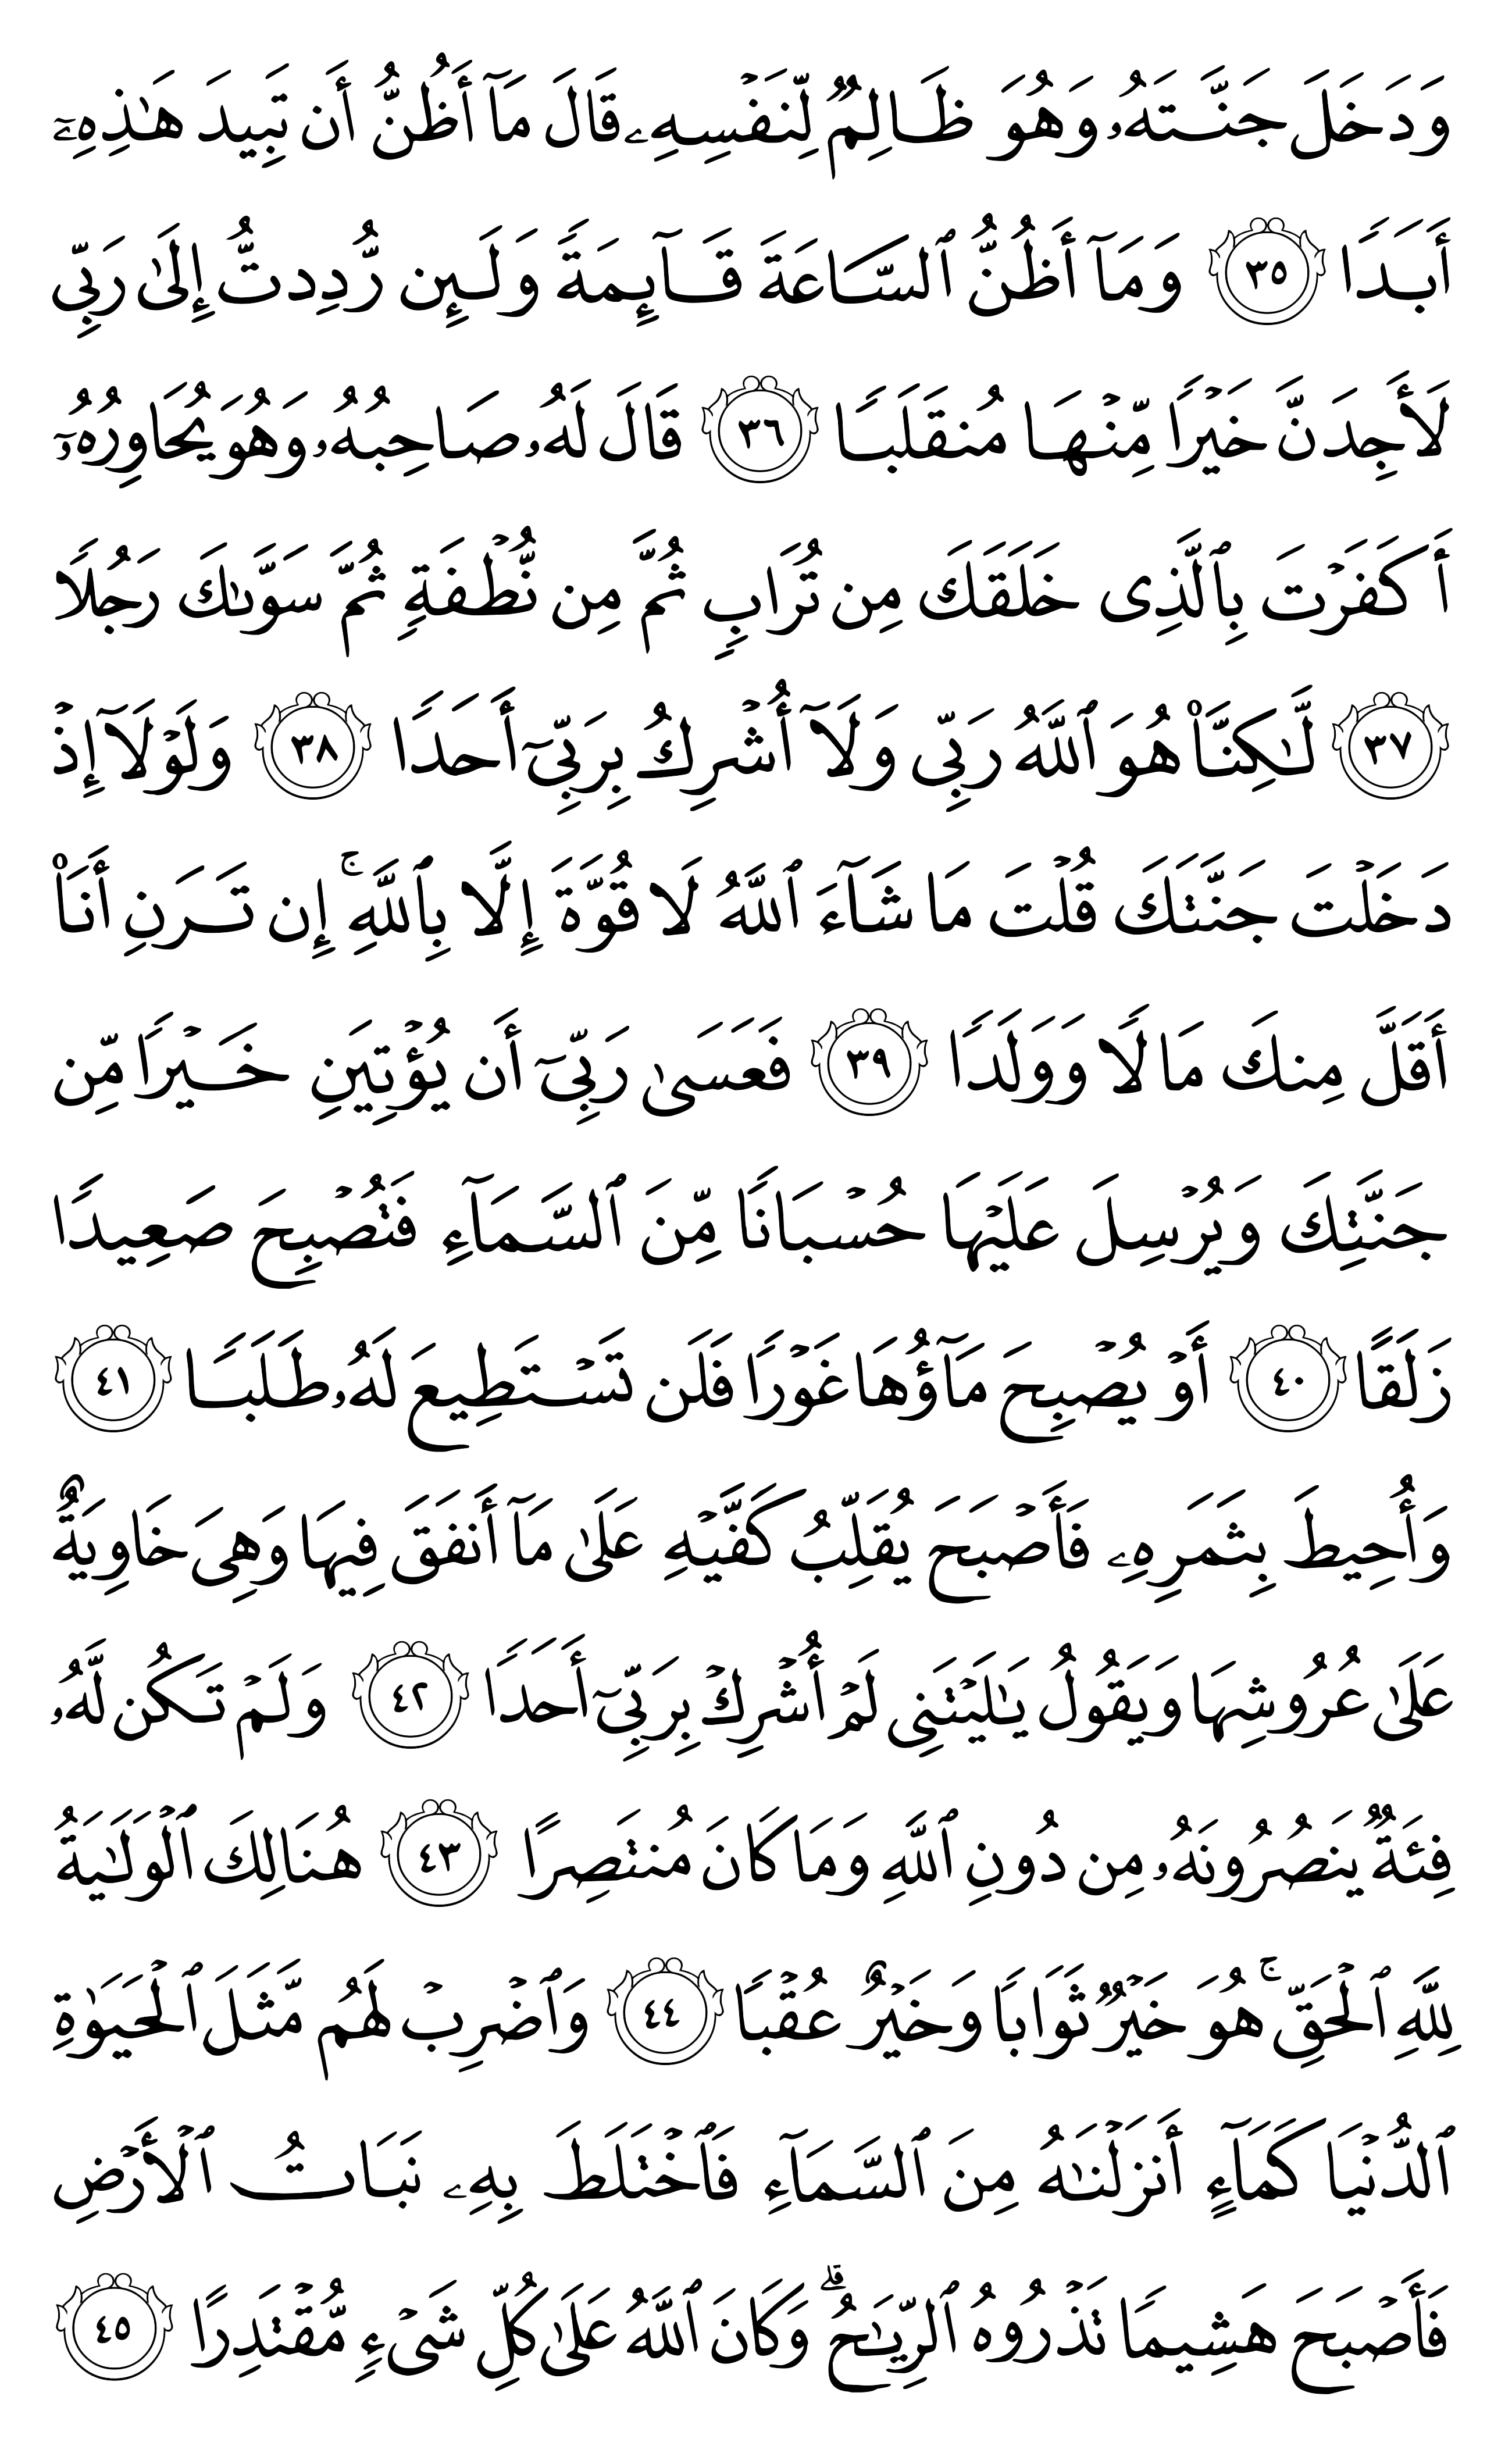 وَدَخَلَ جَنَّتَهُۥ وَهُوَ ظَالِمٌ لِّنَفْسِهِۦ قَالَ مَآ أَظُنُّ أَن تَبِيدَ هَٰذِهِۦٓ
أَبَدًا ٣٥ وَمَآ أَظُنُّ ٱلسَّاعَةَ قَآئِمَةً وَلَئِن رُّدِدتُّ إِلَىٰ رَبِّى
لَأَجِدَنَّ خَيْرًا مِّنْهَا مُنقَلَبًا ٣٦ قَالَ لَهُۥ صَاحِبُهُۥ وَهُوَ يُحَاوِرُهُۥٓ
أَكَفَرْتَ بِٱلَّذِى خَلَقَكَ مِن تُرَابٍ ثُمَّ مِن نُّطْفَةٍ ثُمَّ سَوَّىٰكَ رَجُلًا
٣٧ لَّٰكِنَّا۠ هُوَ ٱللَّهُ رَبِّى وَلَآ أُشْرِكُ بِرَبِّىٓ أَحَدًا ٣٨ وَلَوْلَآ إِذْ
دَخَلْتَ جَنَّتَكَ قُلْتَ مَا شَآءَ ٱللَّهُ لَا قُوَّةَ إِلَّا بِٱللَّهِ ۚ إِن تَرَنِ أَنَا۠
أَقَلَّ مِنكَ مَالًا وَوَلَدًا ٣٩ فَعَسَىٰ رَبِّىٓ أَن يُؤْتِيَنِ خَيْرًا مِّن
جَنَّتِكَ وَيُرْسِلَ عَلَيْهَا حُسْبَانًا مِّنَ ٱلسَّمَآءِ فَتُصْبِحَ صَعِيدًا
زَلَقًا ٤٠ أَوْ يُصْبِحَ مَآؤُهَا غَوْرًا فَلَن تَسْتَطِيعَ لَهُۥ طَلَبًا ٤١
وَأُحِيطَ بِثَمَرِهِۦ فَأَصْبَحَ يُقَلِّبُ كَفَّيْهِ عَلَىٰ مَآ أَنفَقَ فِيهَا وَهِىَ خَاوِيَةٌ
عَلَىٰ عُرُوشِهَا وَيَقُولُ يَٰلَيْتَنِى لَمْ أُشْرِكْ بِرَبِّىٓ أَحَدًا ٤٢ وَلَمْ تَكُن لَّهُۥ
فِئَةٌ يَنصُرُونَهُۥ مِن دُونِ ٱللَّهِ وَمَا كَانَ مُنتَصِرًا ٤٣ هُنَالِكَ ٱلْوَلَٰيَةُ
لِلَّهِ ٱلْحَقِّ ۚ هُوَ خَيْرٌ ثَوَابًا وَخَيْرٌ عُقْبًا ٤٤ وَٱضْرِبْ لَهُم مَّثَلَ ٱلْحَيَوٰةِ
ٱلدُّنْيَا كَمَآءٍ أَنزَلْنَٰهُ مِنَ ٱلسَّمَآءِ فَٱخْتَلَطَ بِهِۦ نَبَاتُ ٱلْأَرْضِ
فَأَصْبَحَ هَشِيمًا تَذْرُوهُ ٱلرِّيَٰحُ ۗ وَكَانَ ٱللَّهُ عَلَىٰ كُلِّ شَىْءٍ مُّقْتَدِرًا ٤٥